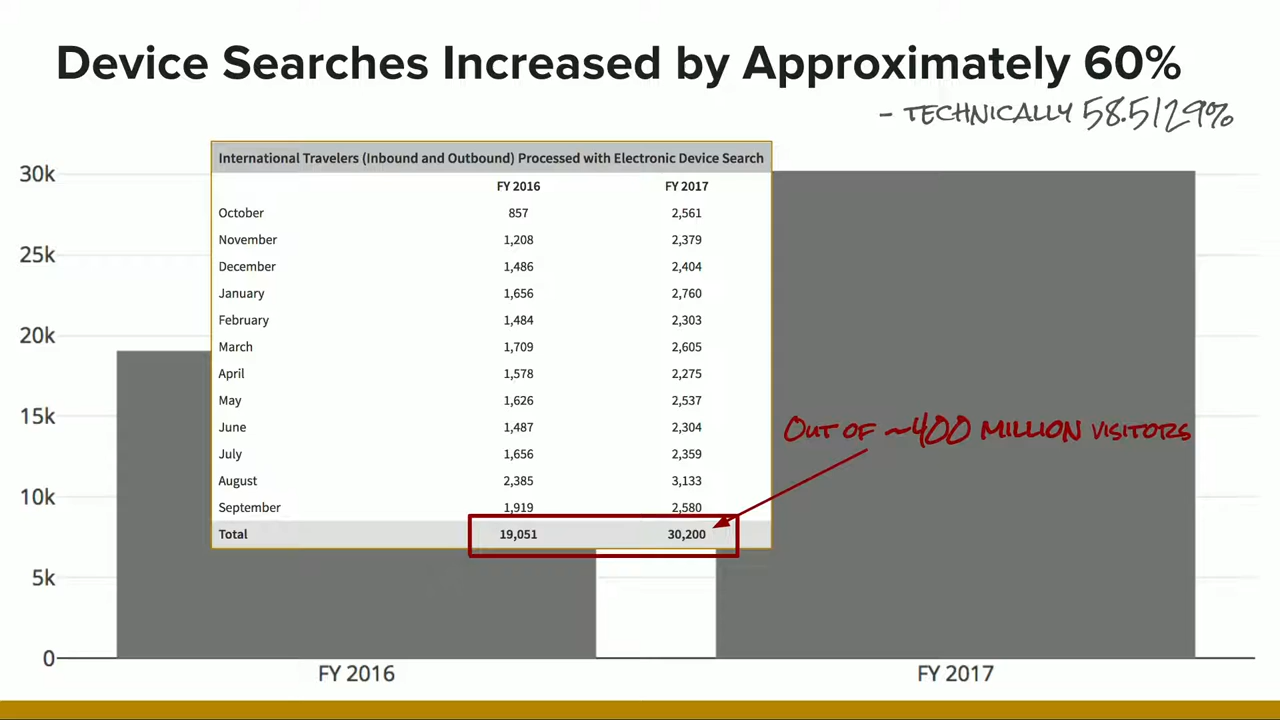 Device Searches Increased by Approximately 60%
- TECHNICALLY 58.5129%
International Travelers (Inbound and Outbound) Processed with Electronic Device Search
FY 2016 FY 2017
October 857 2,561
November 1,208 2,379
December 1,486 2,404
January 1,656 2,760
February 1,484 2,303
March 1,709 2,605
April 1,578 2,275
May 1,626 2,537
June 1,487 2,304
July 1,656 2,359
August 2,385 3,133
September 1,919 2,580
Total 19,051 30,200
OUT OF ~400 MILLION VISITORS
30k
25k
20k
15k
10k
5k
0
FY 2016 FY 2017